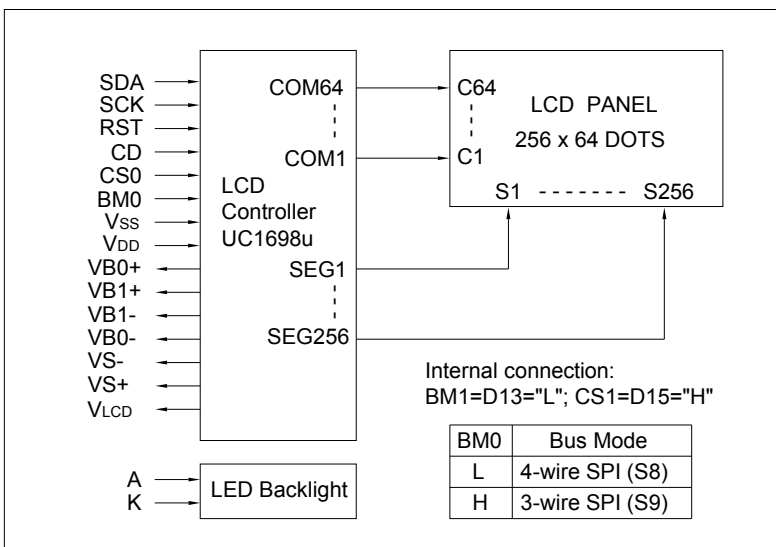 SDA
SCK
RST
CD
CS0
BM0
VSS
VDD
VB0+
VB1+
VB1-
VB0-
VS-
VS+
VLCD
A
K
COM64
COM1
LCD
Controller
UC1698u
SEG1
SEG256
LED Backlight
C64
C1
LCD PANEL
256 x 64 DOTS
S1 - - - - - - - S256
Internal connection:
BM1=D13="L"; CS1=D15="H"
BM0 Bus Mode
L 4-wire SPI (S8)
H 3-wire SPI (S9)